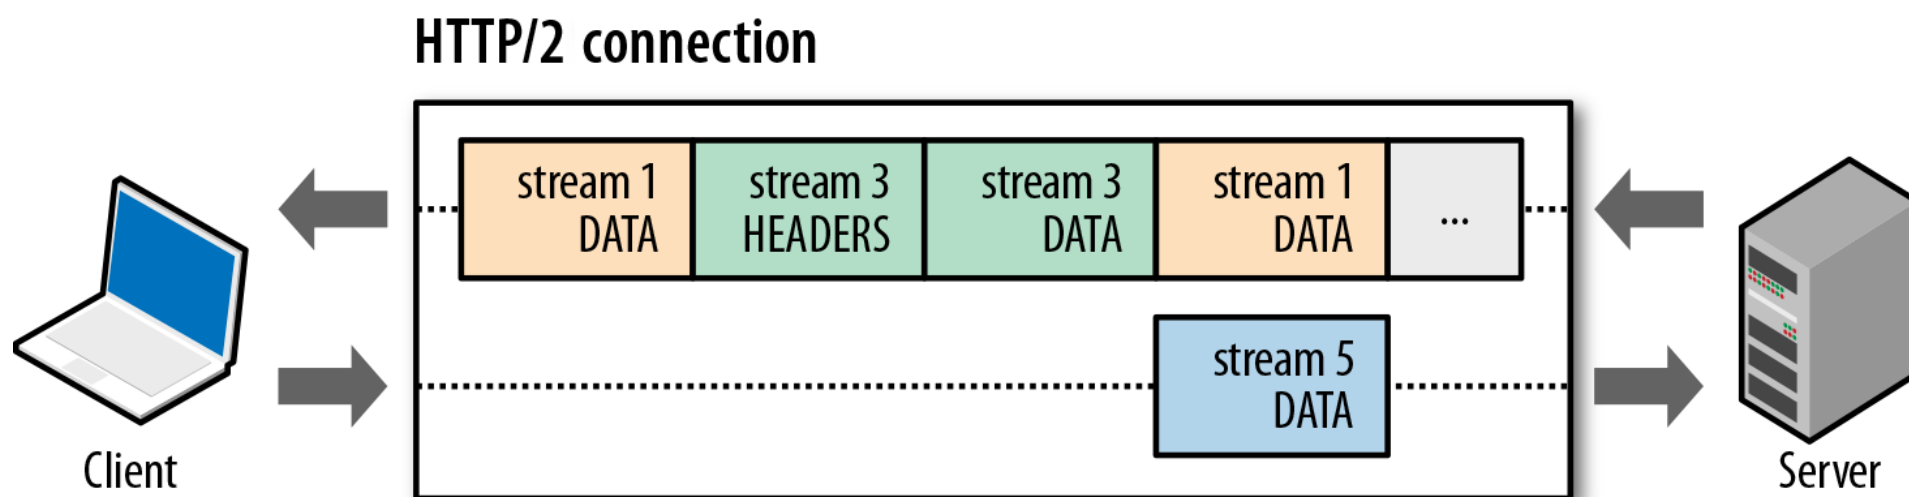 HTTP/2 connection
stream 1
DATA
stream 3
HEADERS
stream 3
DATA
stream 1
DATA
...
stream 5
DATA
Client
Server